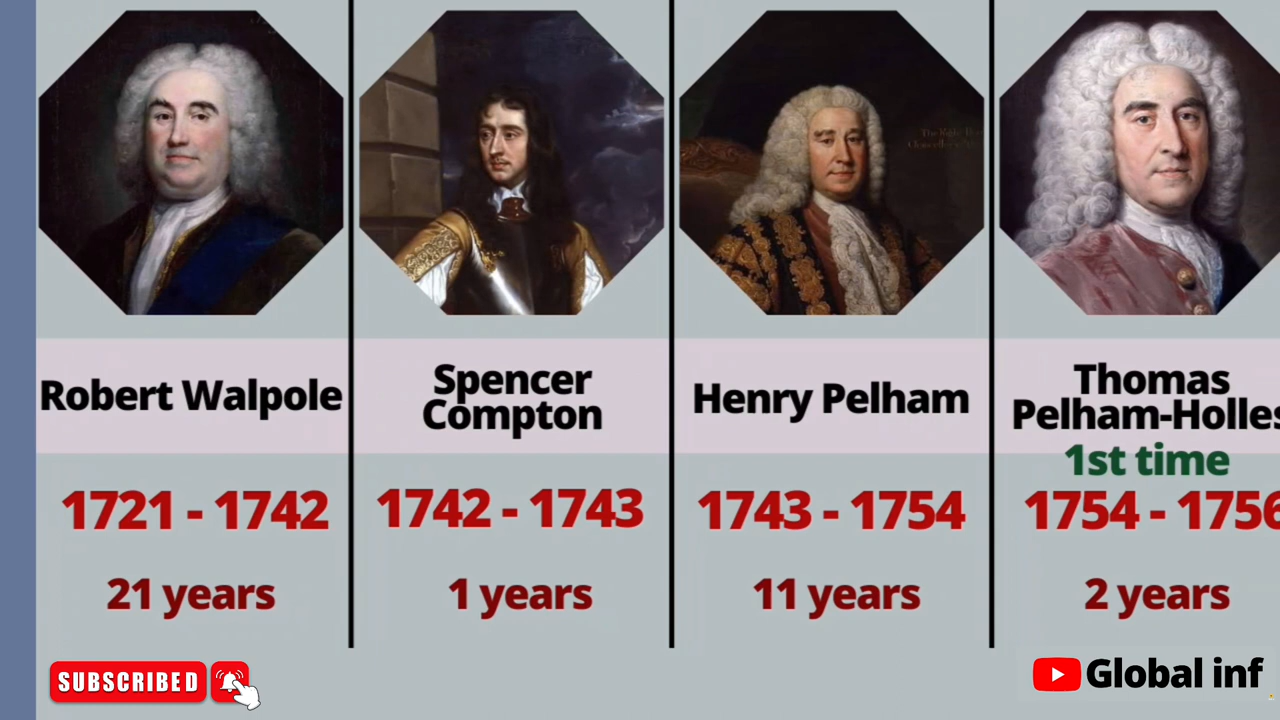 Robert Walpole
1721 - 1742
21 years
Spencer
Compton
1742 - 1743
1 years
Henry Pelham
1743 - 1754
11 years
Thomas
Pelham-Holles
1st time
1754 - 1756
2 years
SUBSCRIBED
Global inf